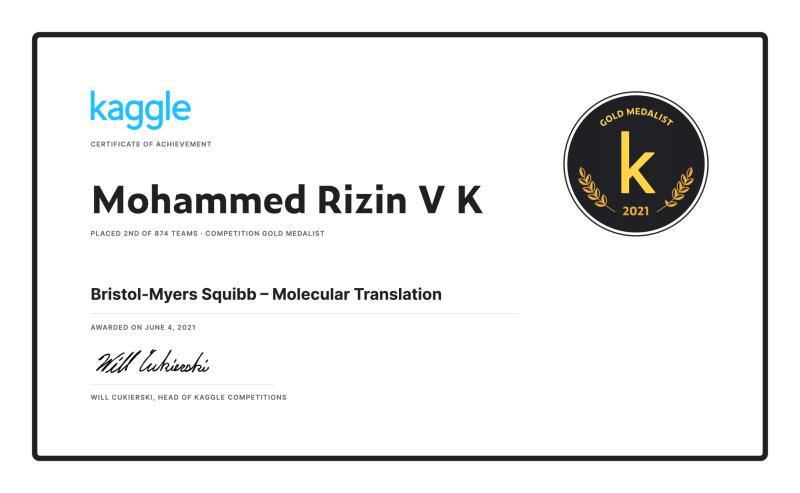 kaggle
CERTIFICATE OF ACHIEVEMENT
GOLD MEDALIST
k
2021
Mohammed Rizin V K
PLACED 2ND OF 874 TEAMS · COMPETITION GOLD MEDALIST
Bristol-Myers Squibb – Molecular Translation
AWARDED ON JUNE 4, 2021
Will Cukierski
WILL CUKIERSKI, HEAD OF KAGGLE COMPETITIONS